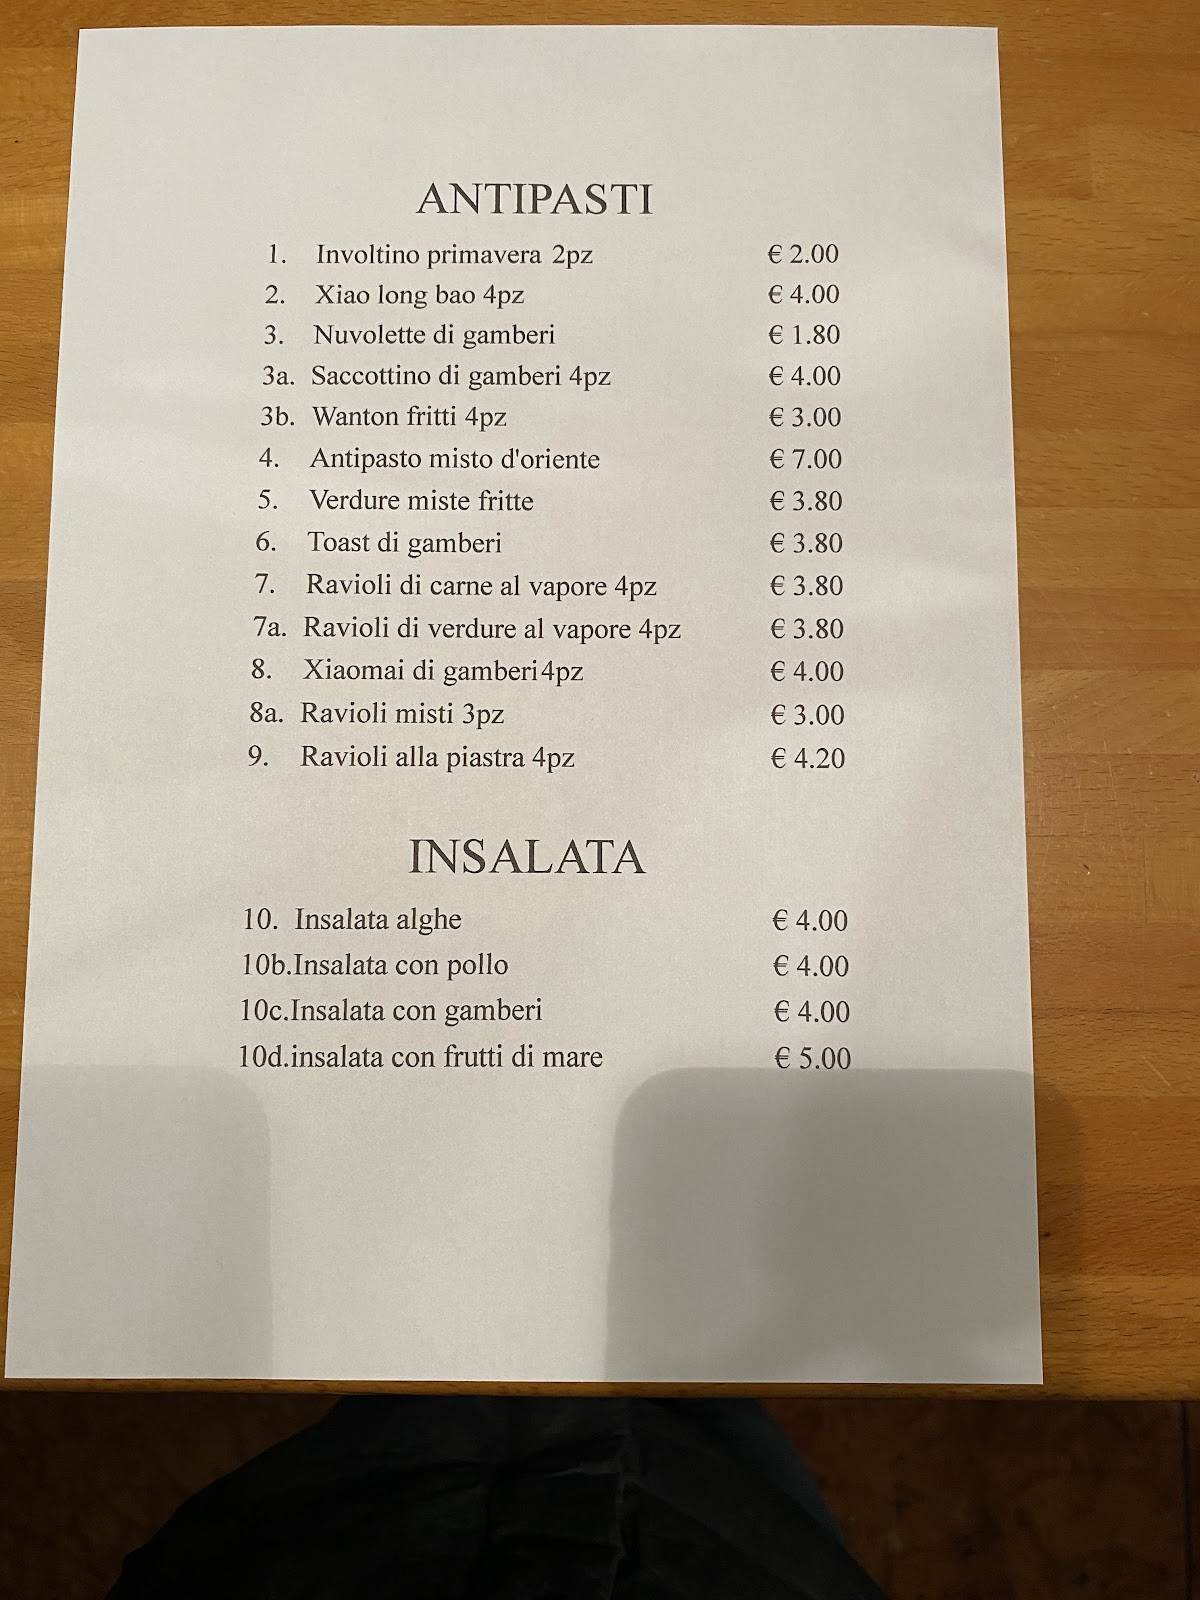 ANTIPASTI
1. Involtino primavera 2pz € 2.00
2. Xiao long bao 4pz € 4.00
3. Nuvolette di gamberi € 1.80
3a. Saccottino di gamberi 4pz € 4.00
3b. Wanton fritti 4pz € 3.00
4. Antipasto misto d'oriente € 7.00
5. Verdure miste fritte € 3.80
6. Toast di gamberi € 3.80
7. Ravioli di carne al vapore 4pz € 3.80
7a. Ravioli di verdure al vapore 4pz € 3.80
8. Xiaomai di gamberi 4pz € 4.00
8a. Ravioli misti 3pz € 3.00
9. Ravioli alla piastra 4pz € 4.20
INSALATA
10. Insalata alghe € 4.00
10b.Insalata con pollo € 4.00
10c.Insalata con gamberi € 4.00
10d.insalata con frutti di mare € 5.00